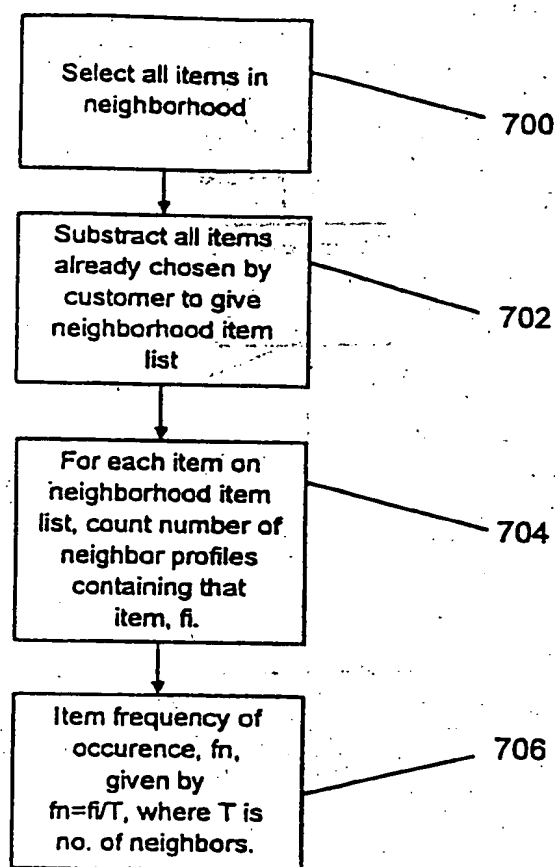 Select all items in
neighborhood
700
Substract all items
already chosen by
customer to give
neighborhood item
list
702
For each item on
neighborhood item
list, count number of
neighbor profiles
containing that
item, fi.
704
Item frequency of
occurence, fn,
given by
fn=fi/T, where T is
no. of neighbors.
706